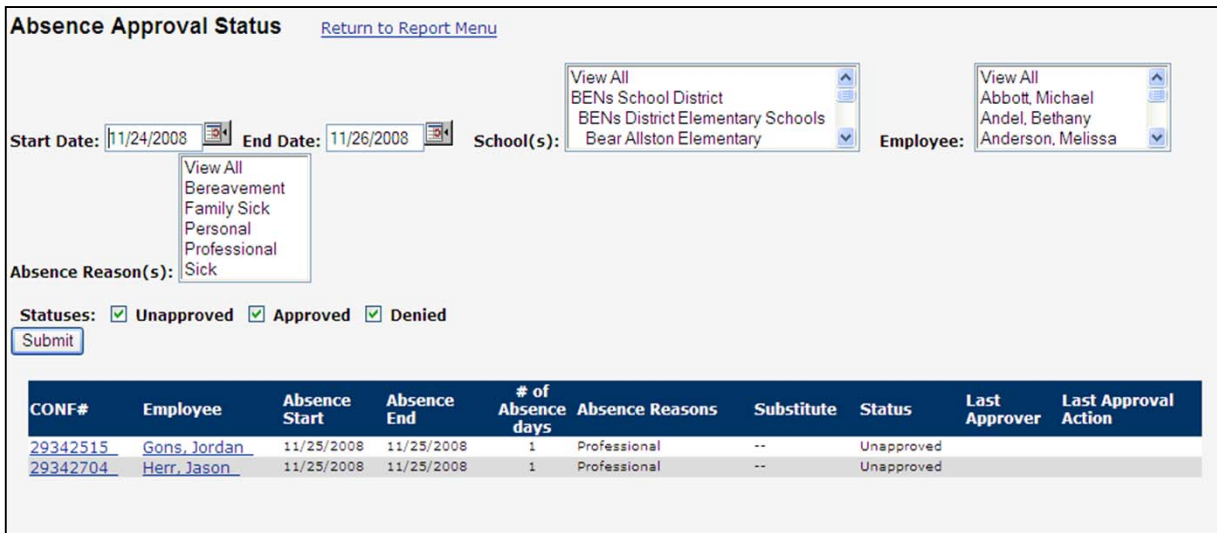 Absence Approval Status Return to Report Menu
View All
BENs School District
BENs District Elementary Schools
Bear Allston Elementary
View All
Abbott, Michael
Andel, Bethany
Anderson, Melissa
Start Date: 11/24/2008 End Date: 11/26/2008 School(s): Employee:
View All
Bereavement
Family Sick
Personal
Professional
Sick
Absence Reason(s):
Statuses: Unapproved Approved Denied
Submit
CONF# Employee Absence Start Absence End # of Absence days Absence Reasons Substitute Status Last Approver Last Approval Action
29342515 Gons, Jordan 11/25/2008 11/25/2008 1 Professional -- Unapproved
29342704 Herr, Jason 11/25/2008 11/25/2008 1 Professional -- Unapproved